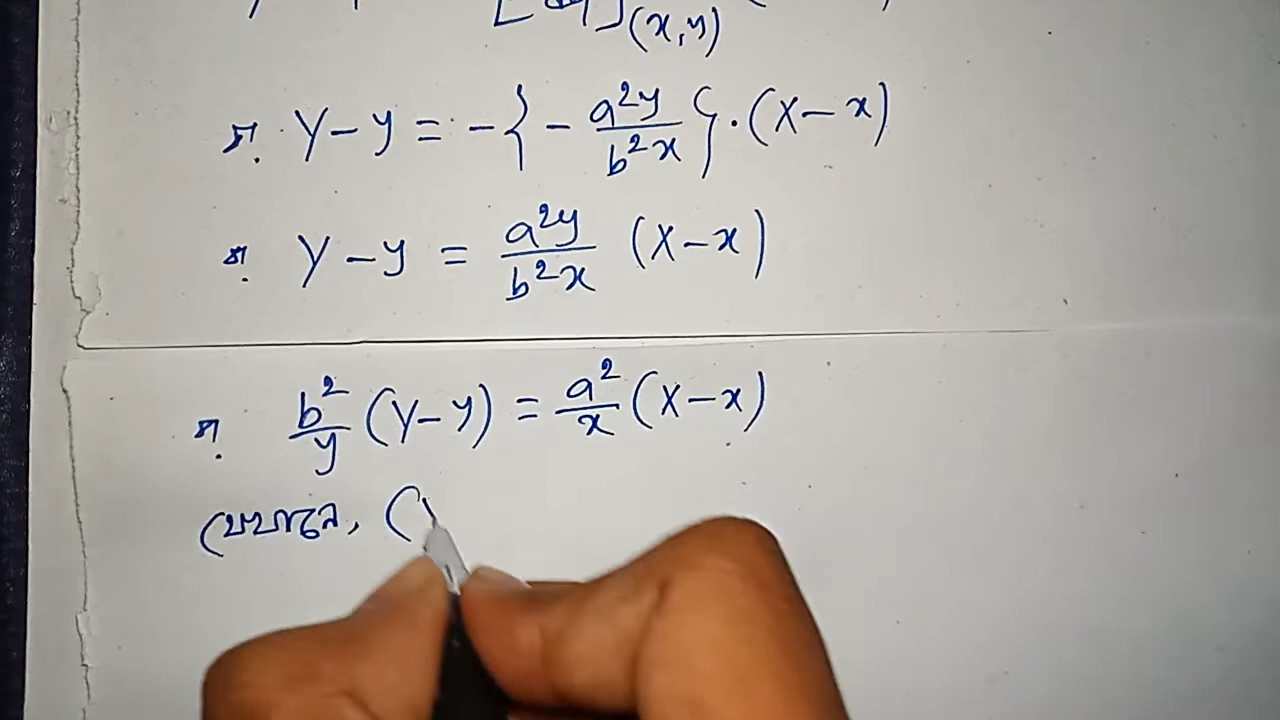 (x,y)
বা, Y-y = -{- a²y/b²x}.(X-x)
বা, Y-y = a²y/b²x (X-x)
বা, b²/y (Y-y) = a²/x (X-x)
যেখানে, (